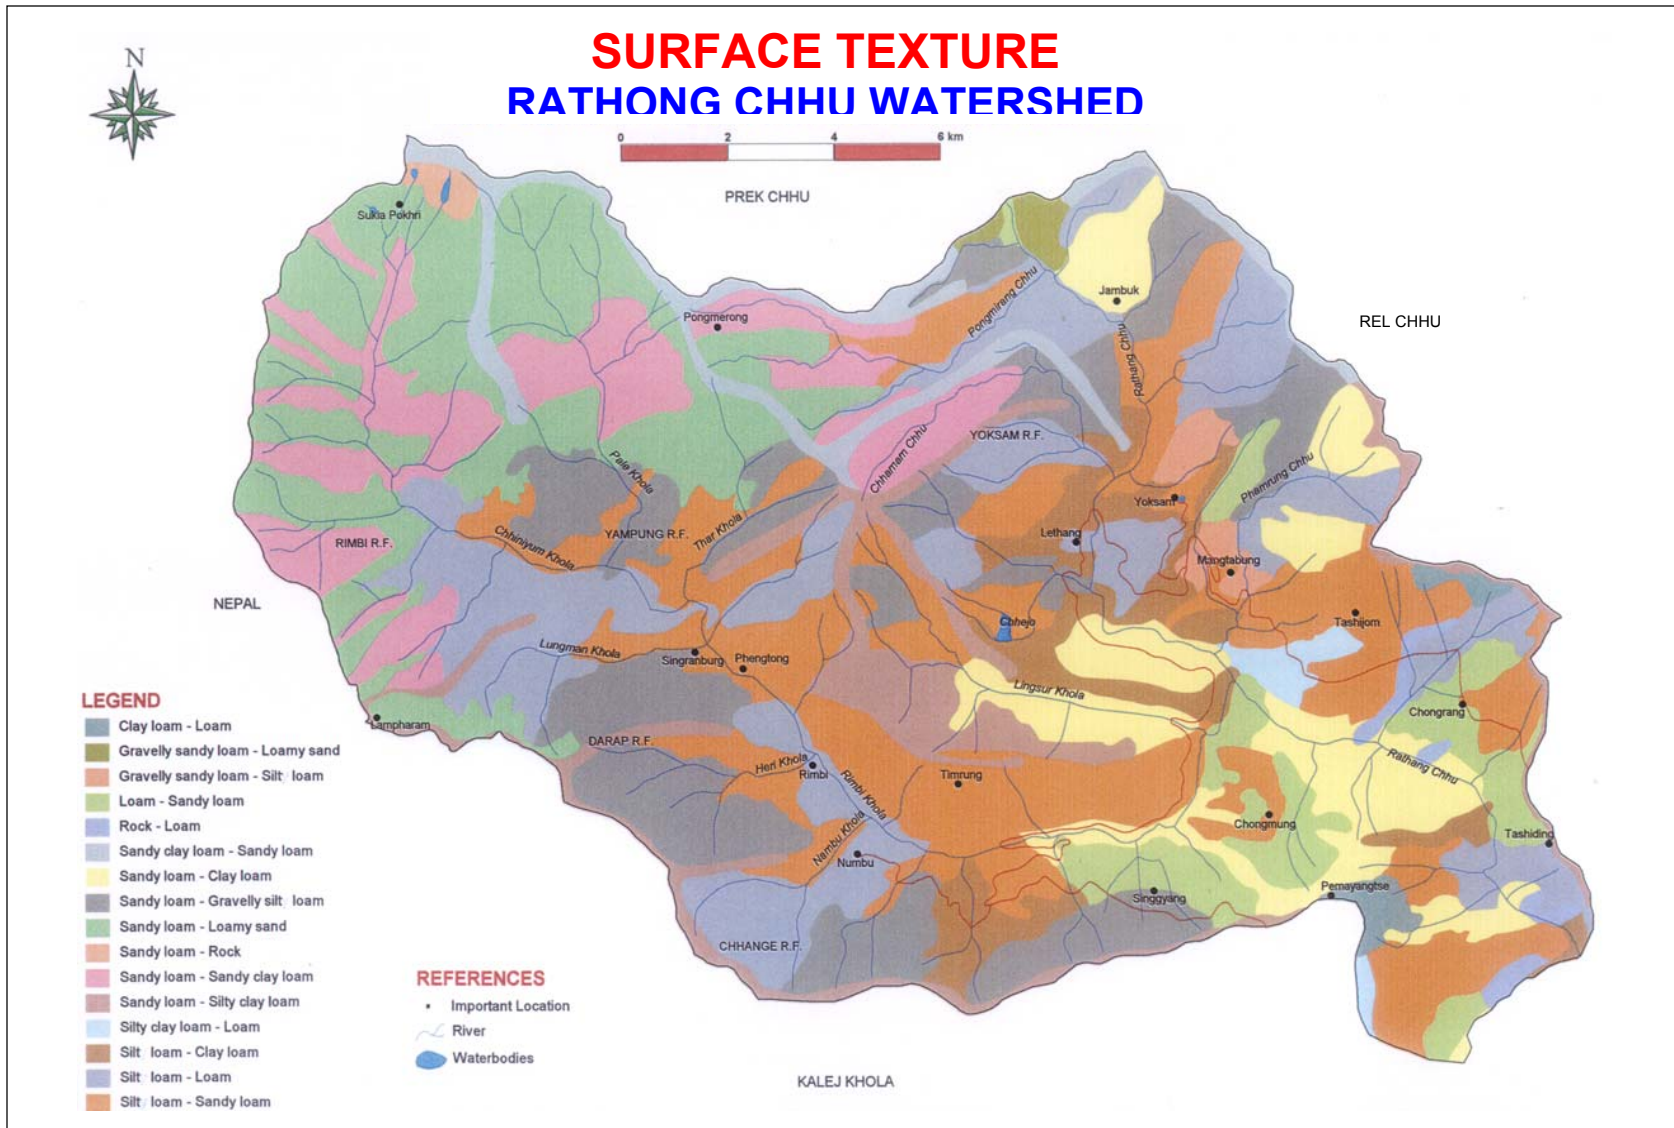 SURFACE TEXTURE
RATHONG CHHU WATERSHED
N
0 2 4 6 km
PREK CHHU
Sukla Pokhri
Jambuk
Pongmirang Chhu
Pongmerong
REL CHHU
Rathang Chhu
YOKSAM R.F.
Chhamam Chhu
Pale Khola
Phamrung Chhu
Yoksam
YAMPUNG R.F.
Thar Khola
Lethang
RIMBI R.F.
Chhiniyum Khola
Mangtabung
NEPAL
Chhejo
Tashijom
Lungman Khola
Singranburg
Phengtong
Lingsur Khola
Chongrang
Lampharam
DARAP R.F.
Heri Khola
Rimbi
Rimbi Khola
Timrung
Rathang Chhu
Chongmung
Tashiding
Nambu Khola
Numbu
Singgyang
Pemayangtse
CHHANGE R.F.
KALEJ KHOLA
LEGEND
Clay loam - Loam
Gravelly sandy loam - Loamy sand
Gravelly sandy loam - Silt loam
Loam - Sandy loam
Rock - Loam
Sandy clay loam - Sandy loam
Sandy loam - Clay loam
Sandy loam - Gravelly silt loam
Sandy loam - Loamy sand
Sandy loam - Rock
Sandy loam - Sandy clay loam
Sandy loam - Silty clay loam
Silty clay loam - Loam
Silt loam - Clay loam
Silt loam - Loam
Silt loam - Sandy loam
REFERENCES
Important Location
River
Waterbodies